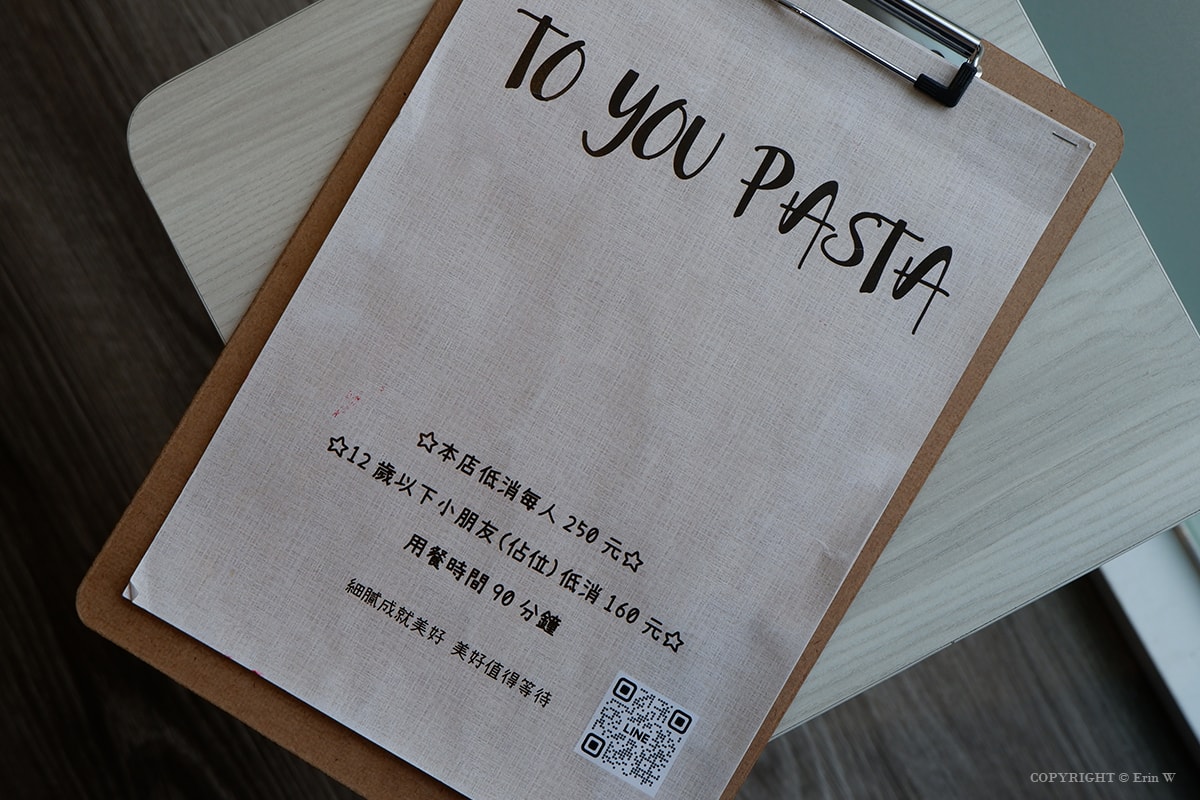 TO YOU PASTA
☆本店低消每人 250 元☆
☆12 歲以下小朋友(佔位)低消 160 元☆
用餐時間 90 分鐘
細膩成就美好 美好值得等待
LINE
COPYRIGHT © Erin W